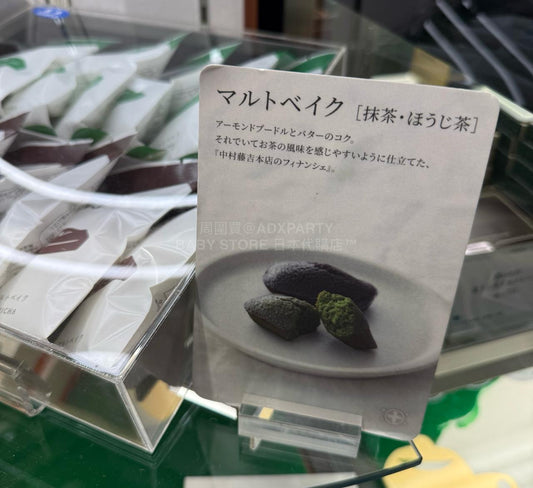 マルトベイク [抹茶・ほうじ茶]
アーモンドプードルとバターのコク。
それでいてお茶の風味を感じやすいように仕立てた、
『中村藤吉本店のフィナンシェ』。
周圍買@ADXPARTY
BABY STORE 日本代購店™